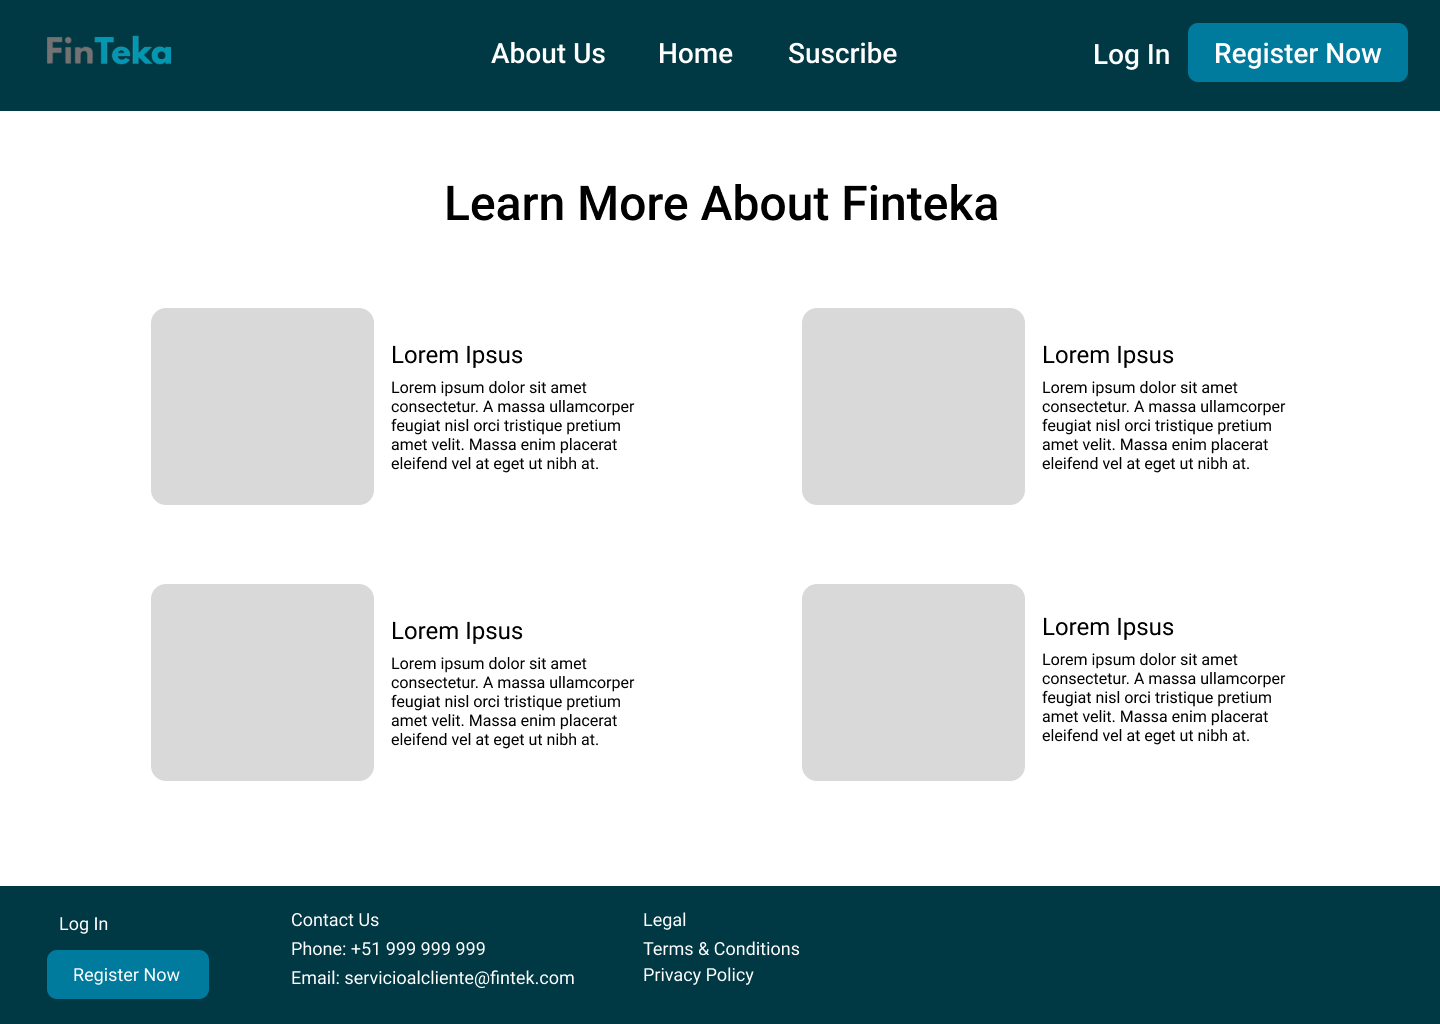 FinTeka
About Us
Home
Suscribe
Log In
Register Now
Learn More About Finteka
Lorem Ipsus
Lorem ipsum dolor sit amet
consectetur. A massa ullamcorper
feugiat nisl orci tristique pretium
amet velit. Massa enim placerat
eleifend vel at eget ut nibh at.
Lorem Ipsus
Lorem ipsum dolor sit amet
consectetur. A massa ullamcorper
feugiat nisl orci tristique pretium
amet velit. Massa enim placerat
eleifend vel at eget ut nibh at.
Lorem Ipsus
Lorem ipsum dolor sit amet
consectetur. A massa ullamcorper
feugiat nisl orci tristique pretium
amet velit. Massa enim placerat
eleifend vel at eget ut nibh at.
Lorem Ipsus
Lorem ipsum dolor sit amet
consectetur. A massa ullamcorper
feugiat nisl orci tristique pretium
amet velit. Massa enim placerat
eleifend vel at eget ut nibh at.
Log In
Register Now
Contact Us
Phone: +51 999 999 999
Email: servicioalcliente@fintek.com
Legal
Terms & Conditions
Privacy Policy